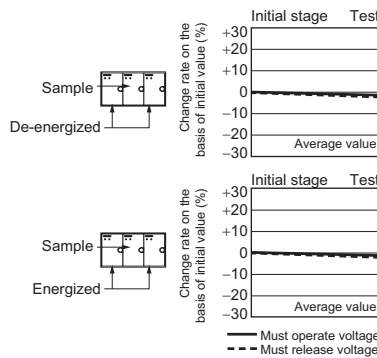 Initial stage Test
Sample
De-energized
Change rate on the
basis of initial value (%)
+30
+20
+10
0
−10
−20
−30
Average value
Initial stage Test
Sample
Energized
Change rate on the
basis of initial value (%)
+30
+20
+10
0
−10
−20
−30
Average value
Must operate voltage
Must release voltage